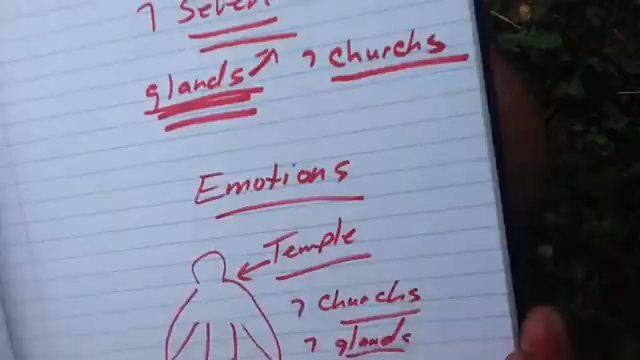 7 Seven
glands 7 churchs
Emotions
Temple
7 churchs
7 glands